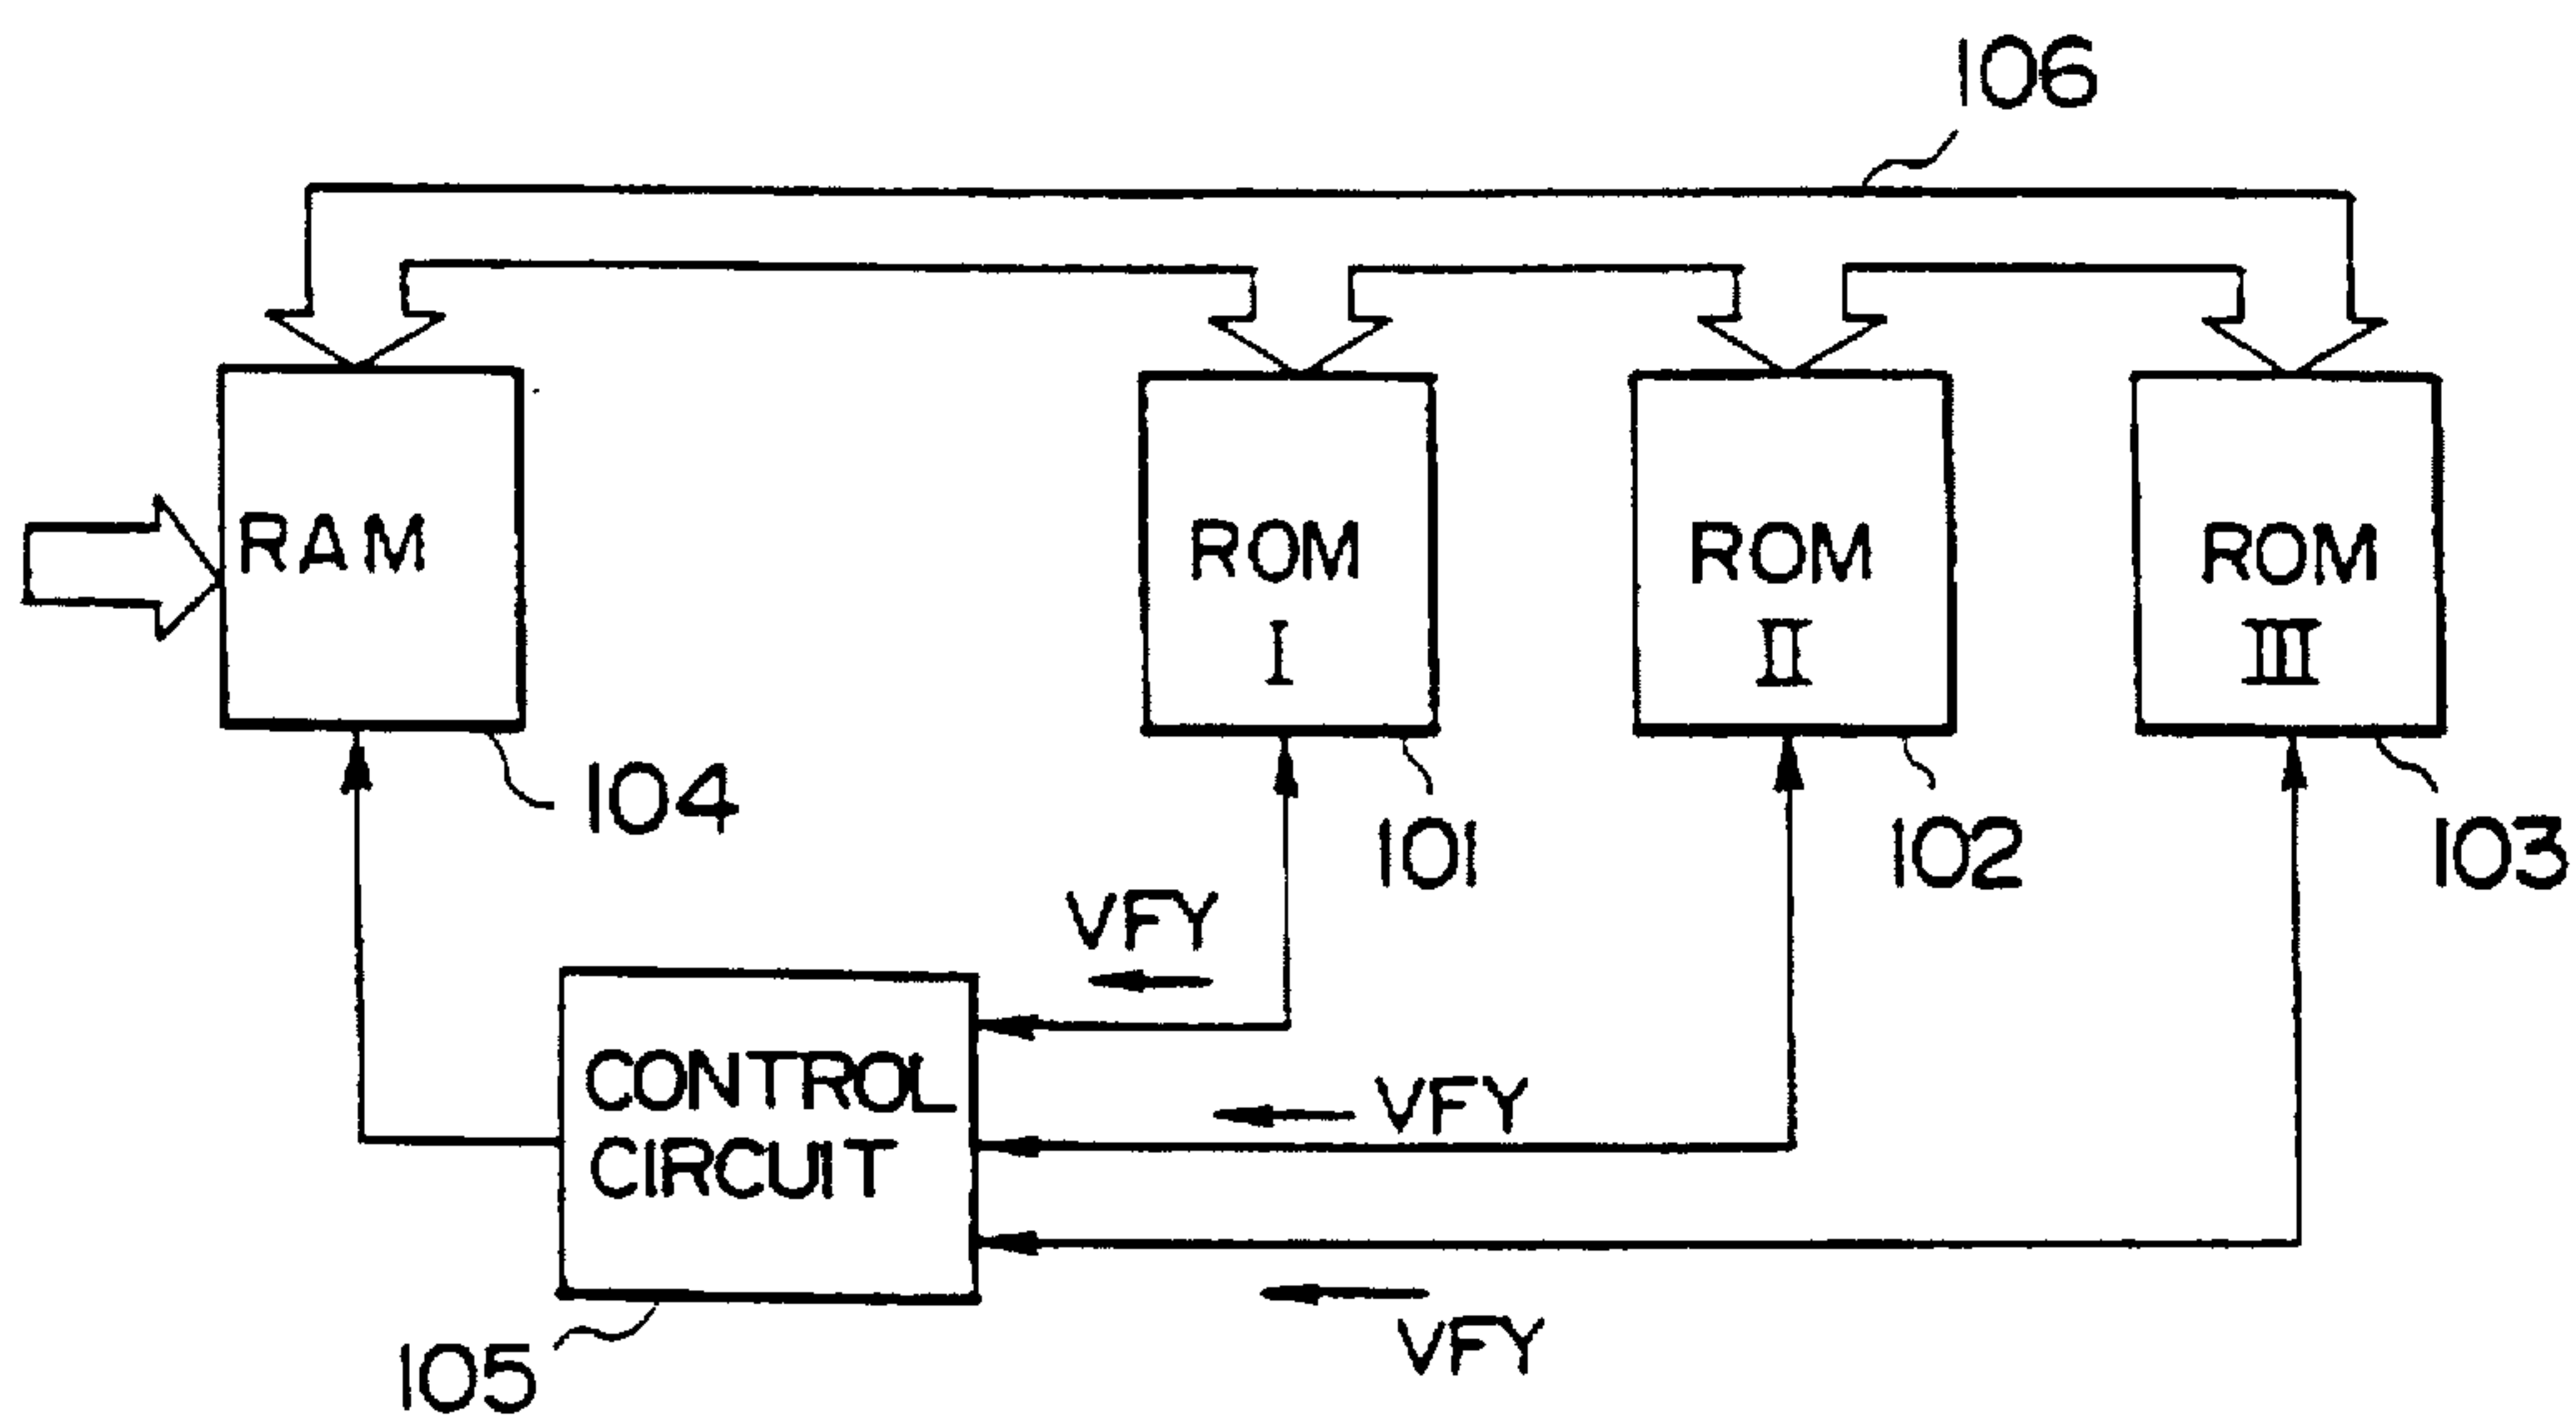 106
RAM
ROM
I
ROM
II
ROM
III
104
101
102
103
VFY
CONTROL
CIRCUIT
VFY
VFY
105